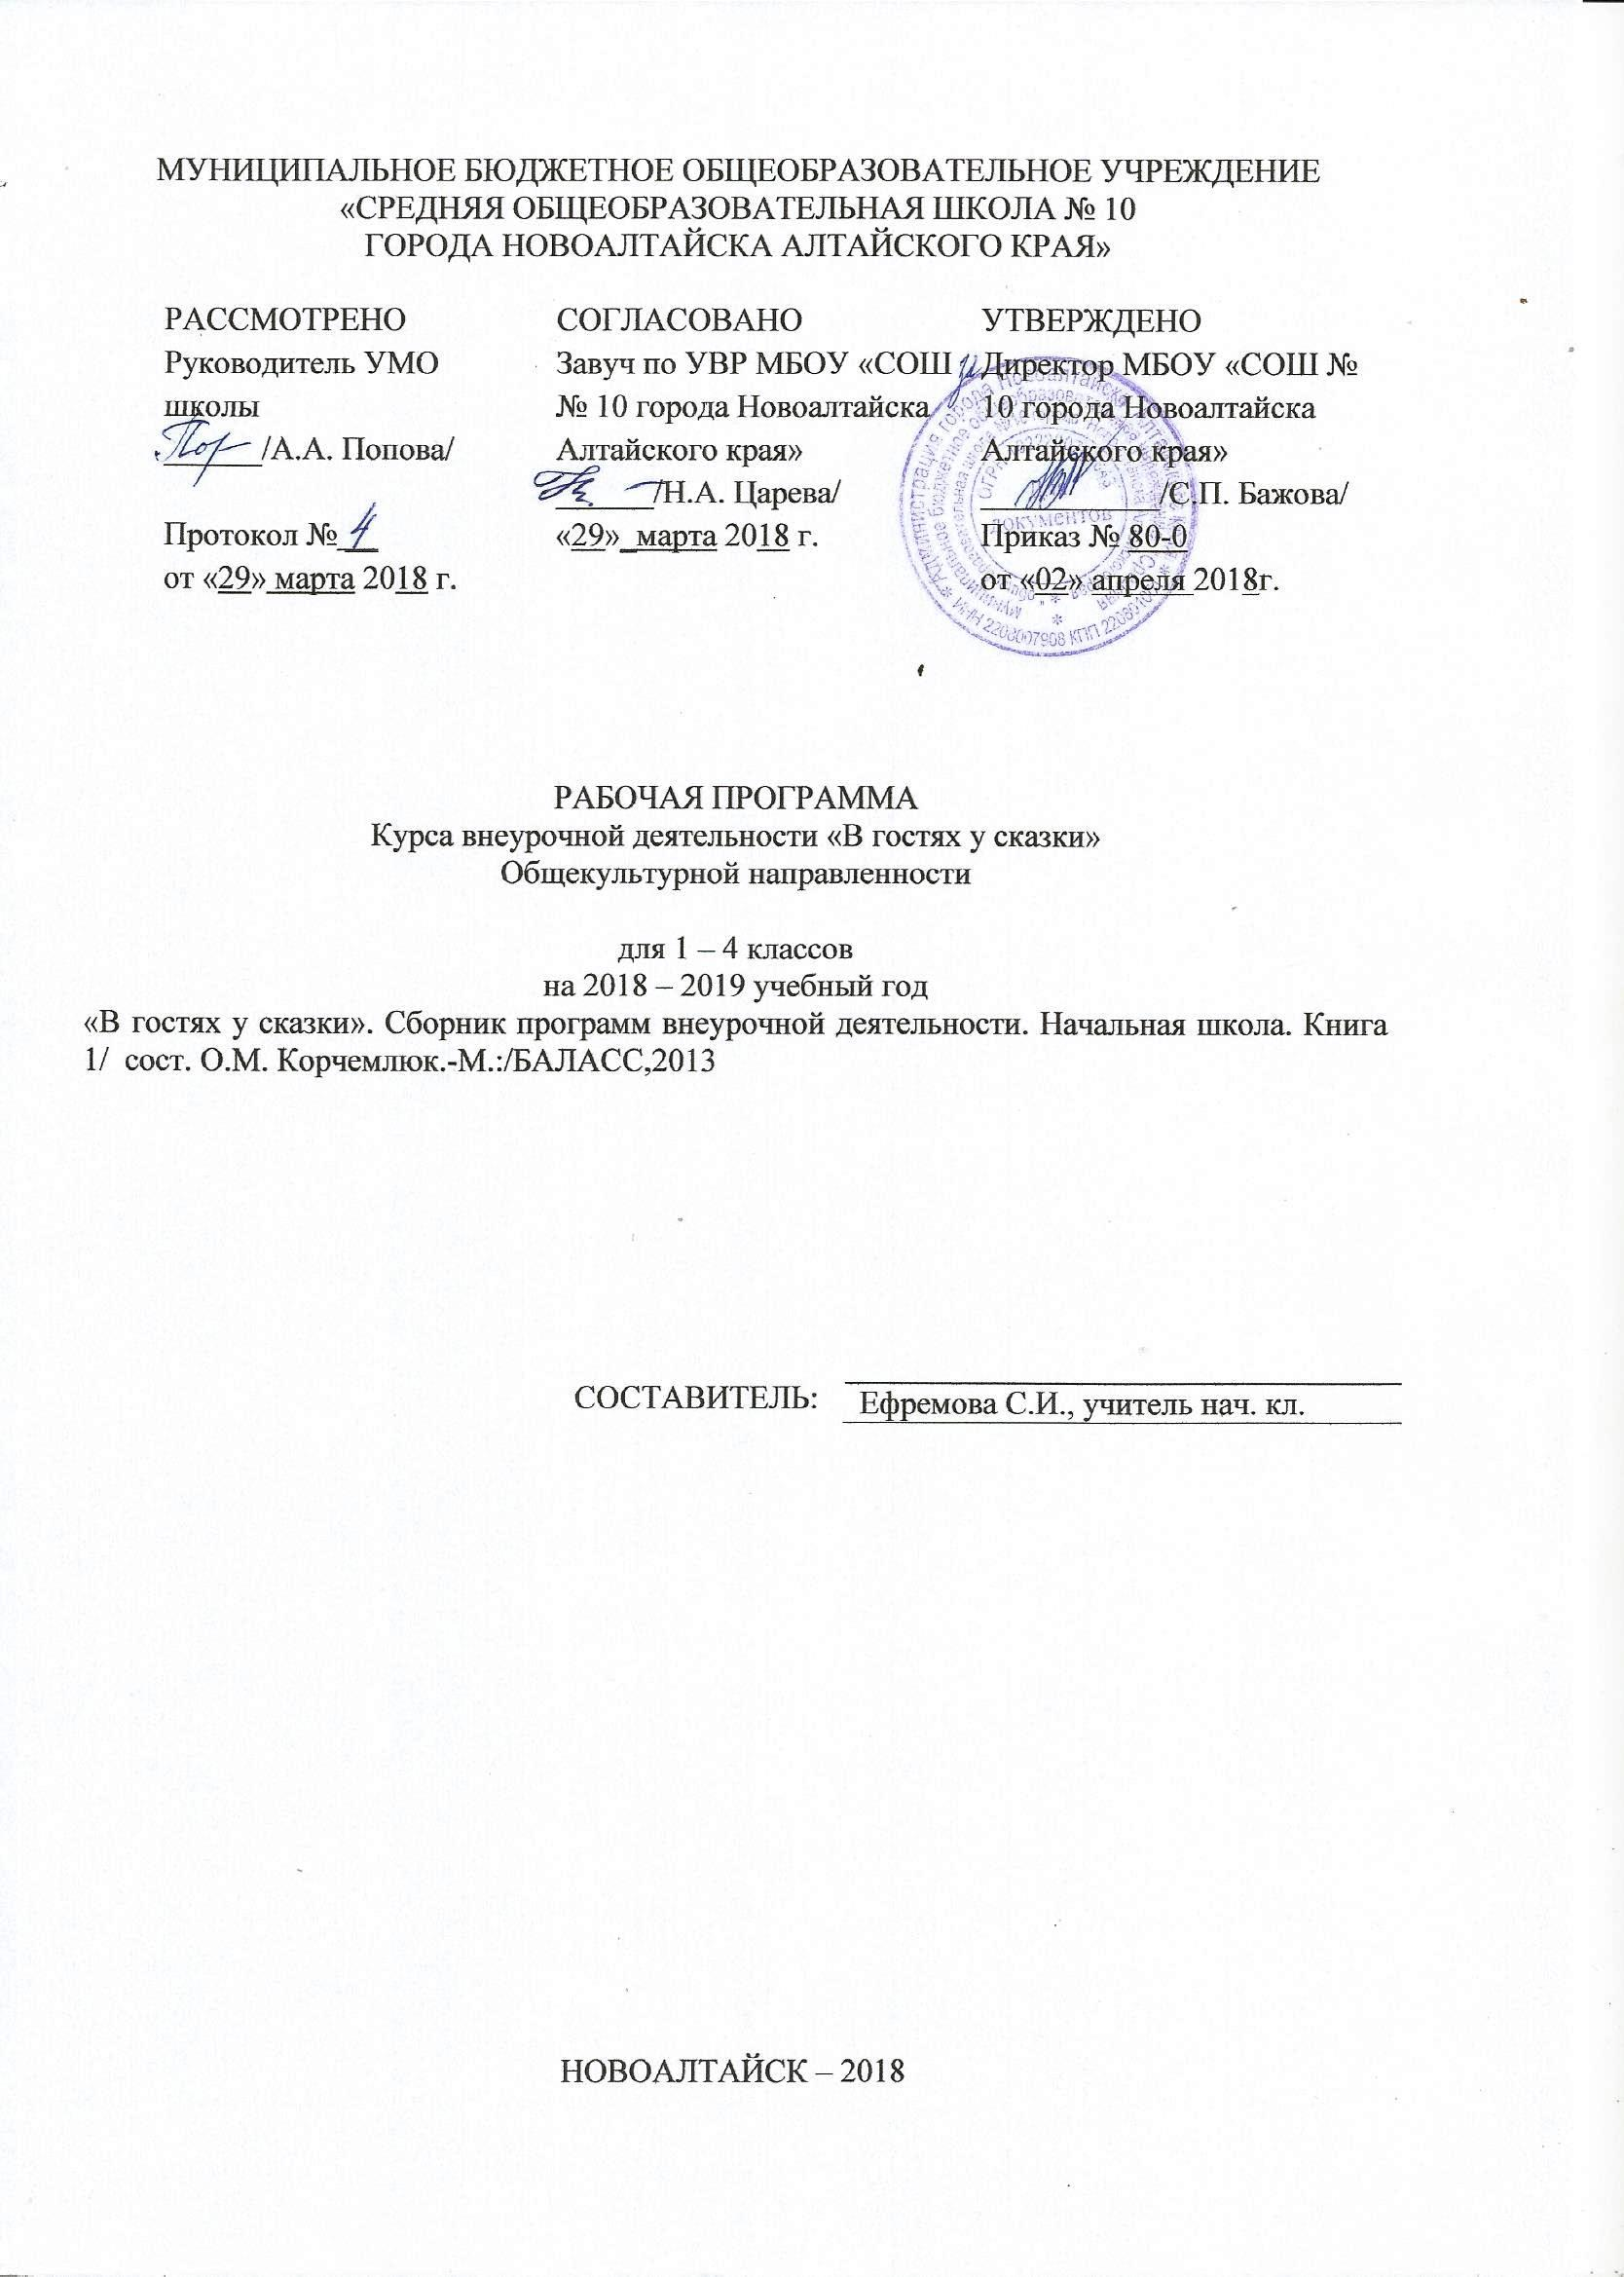 МУНИЦИПАЛЬНОЕ БЮДЖЕТНОЕ ОБЩЕОБРАЗОВАТЕЛЬНОЕ УЧРЕЖДЕНИЕ
«СРЕДНЯЯ ОБЩЕОБРАЗОВАТЕЛЬНАЯ ШКОЛА № 10
ГОРОДА НОВОАЛТАЙСКА АЛТАЙСКОГО КРАЯ»
РАССМОТРЕНО
Руководитель УМО
школы
/А.А. Попова/
Протокол № 4
от «29» марта 2018 г.
СОГЛАСОВАНО
Завуч по УВР МБОУ «СОШ
№ 10 города Новоалтайска
Алтайского края»
/Н.А. Царева/
«29»_марта 2018 г.
УТВЕРЖДЕНО
Директор МБОУ «СОШ №
10 города Новоалтайска
Алтайского края»
/С.П. Бажова/
Приказ № 80-0
от «02» апреля 2018г.
документов
ИНН 2208007908 КПП
РАБОЧАЯ ПРОГРАММА
Курса внеурочной деятельности «В гостях у сказки»
Общекультурной направленности
для 1 – 4 классов
на 2018 – 2019 учебный год
«В гостях у сказки». Сборник программ внеурочной деятельности. Начальная школа. Книга
1/ сост. О.М. Корчемлюк.-М.:/БАЛАСС,2013
СОСТАВИТЕЛЬ: Ефремова С.И., учитель нач. кл.
НОВОАЛТАЙСК – 2018